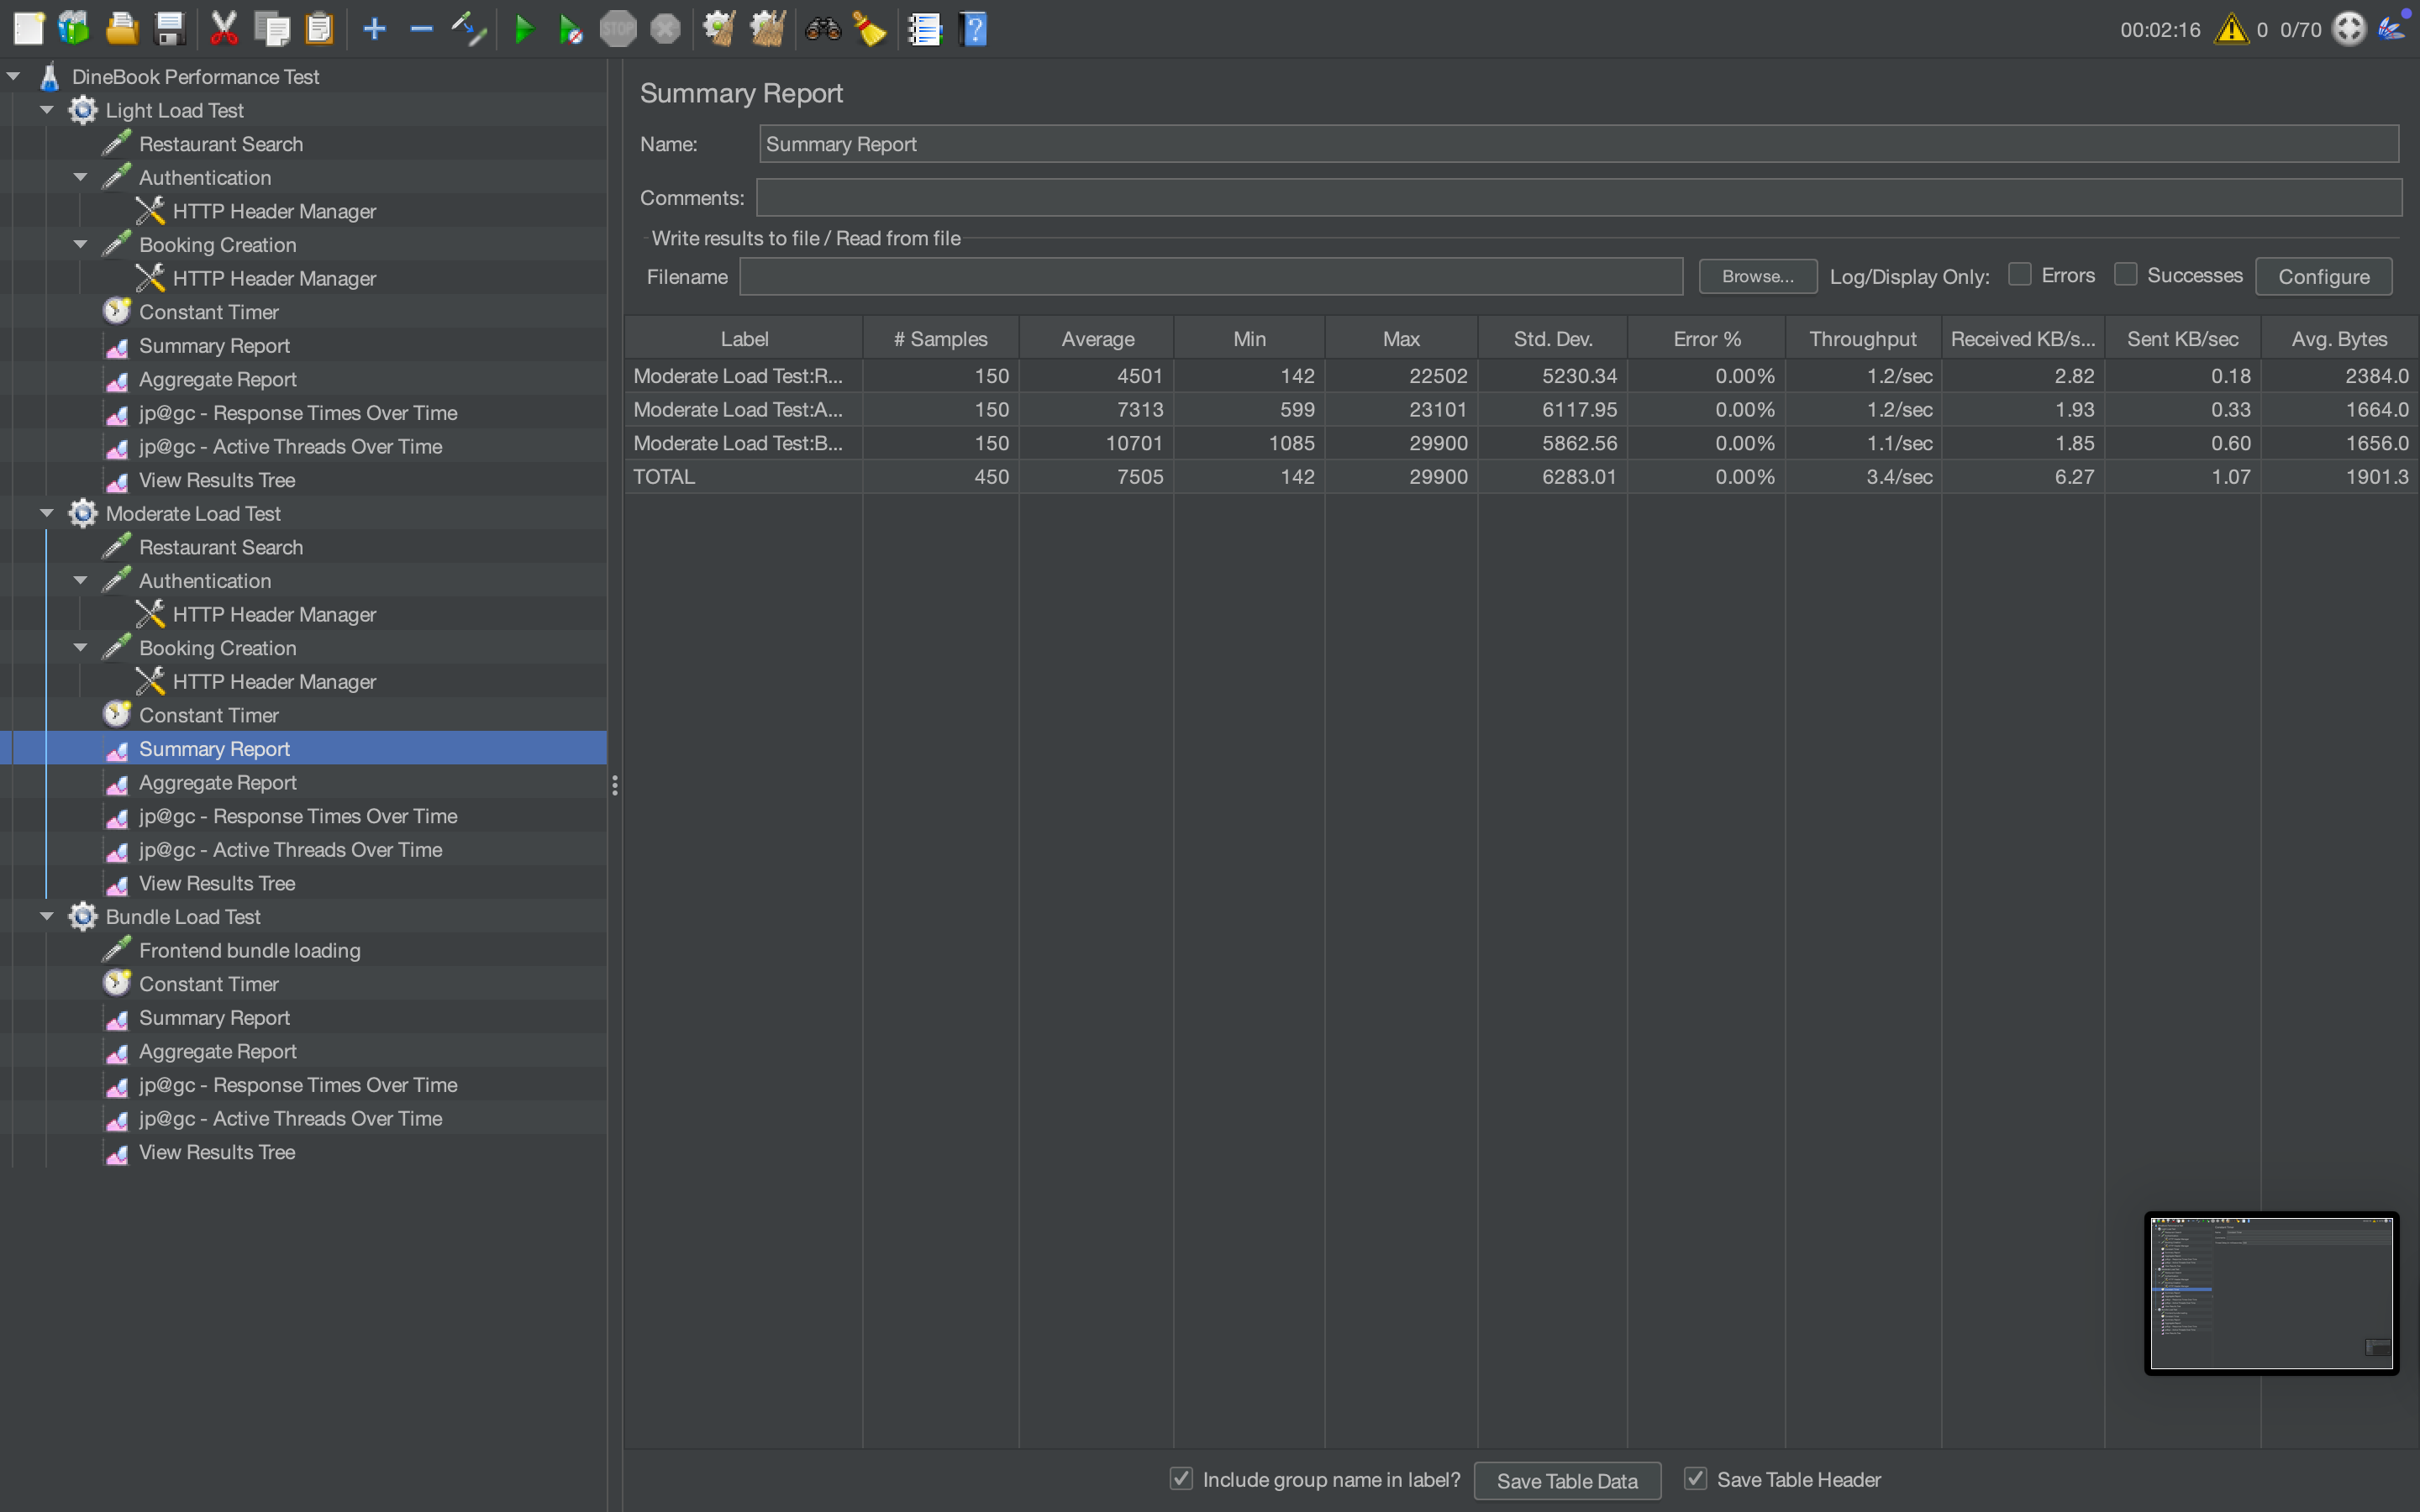 STOP
00:02:16 0 0/70
DineBook Performance Test
Light Load Test
Restaurant Search
Authentication
HTTP Header Manager
Booking Creation
HTTP Header Manager
Constant Timer
Summary Report
Aggregate Report
jp@gc - Response Times Over Time
jp@gc - Active Threads Over Time
View Results Tree
Moderate Load Test
Restaurant Search
Authentication
HTTP Header Manager
Booking Creation
HTTP Header Manager
Constant Timer
Summary Report
Aggregate Report
jp@gc - Response Times Over Time
jp@gc - Active Threads Over Time
View Results Tree
Bundle Load Test
Frontend bundle loading
Constant Timer
Summary Report
Aggregate Report
jp@gc - Response Times Over Time
jp@gc - Active Threads Over Time
View Results Tree
Summary Report
Name: Summary Report
Comments:
Write results to file / Read from file
Filename Browse... Log/Display Only: Errors Successes Configure
Label # Samples Average Min Max Std. Dev. Error % Throughput Received KB/s... Sent KB/sec Avg. Bytes
Moderate Load Test:R... 150 4501 142 22502 5230.34 0.00% 1.2/sec 2.82 0.18 2384.0
Moderate Load Test:A... 150 7313 599 23101 6117.95 0.00% 1.2/sec 1.93 0.33 1664.0
Moderate Load Test:B... 150 10701 1085 29900 5862.56 0.00% 1.1/sec 1.85 0.60 1656.0
TOTAL 450 7505 142 29900 6283.01 0.00% 3.4/sec 6.27 1.07 1901.3
Include group name in label? Save Table Data Save Table Header